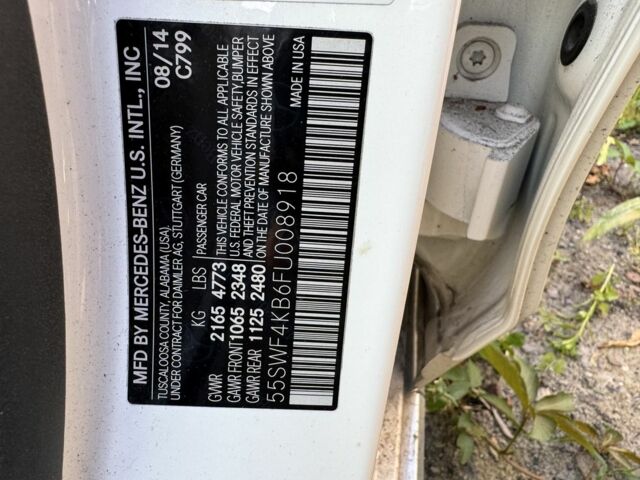 MFD BY MERCEDES-BENZ U.S. INTL., INC
TUSCALOOSA COUNTY, ALABAMA (USA)
UNDER CONTRACT FOR DAIMLER AG, STUTTGART (GERMANY)
08/14
C799
KG LBS
GVWR 2165 4773
GAWR FRONT 1065 2348
GAWR REAR 1125 2480
PASSENGER CAR
THIS VEHICLE CONFORMS TO ALL APPLICABLE
U.S. FEDERAL MOTOR VEHICLE SAFETY, BUMPER
AND THEFT PREVENTION STANDARDS IN EFFECT
ON THE DATE OF MANUFACTURE SHOWN ABOVE
55SWF4KB6FU008918
MADE IN USA